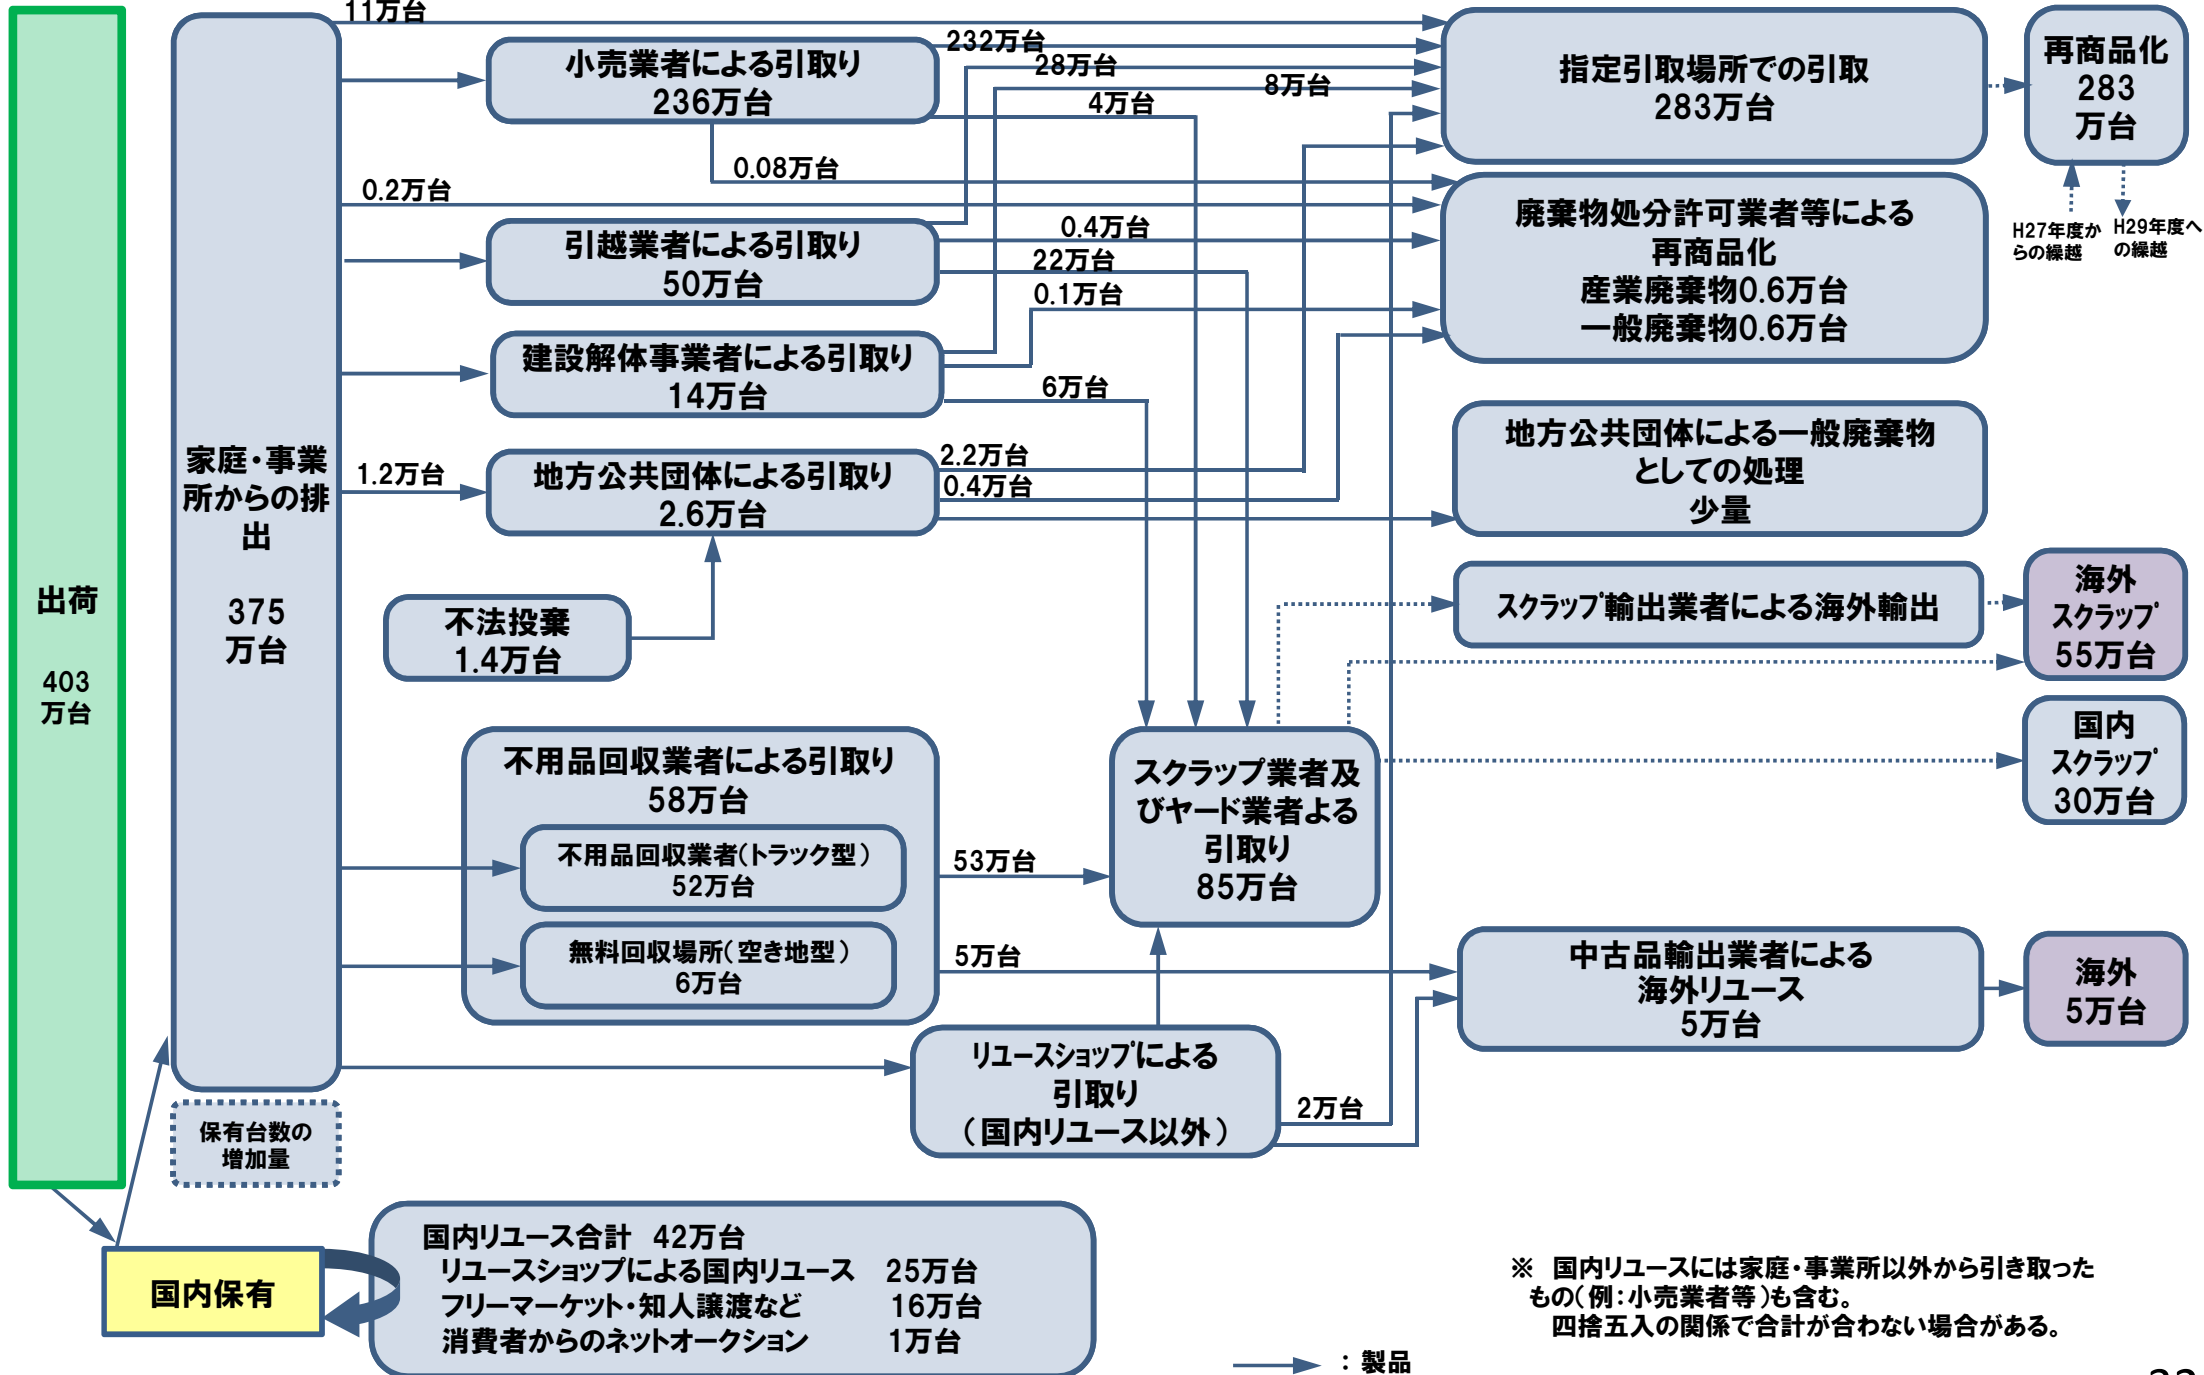 出荷
403
万台
家庭・事業
所からの排
出
375
万台
保有台数の
増加量
国内保有
11万台
小売業者による引取り
236万台
232万台
28万台
8万台
4万台
0.08万台
0.2万台
引越業者による引取り
50万台
0.4万台
22万台
0.1万台
建設解体事業者による引取り
14万台
6万台
1.2万台
地方公共団体による引取り
2.6万台
2.2万台
0.4万台
不法投棄
1.4万台
不用品回収業者による引取り
58万台
不用品回収業者(トラック型)
52万台
無料回収場所(空き地型)
6万台
53万台
5万台
スクラップ業者及
びヤード業者よる
引取り
85万台
リユースショップによる
引取り
(国内リユース以外)
2万台
指定引取場所での引取
283万台
再商品化
283
万台
H27年度か
らの繰越
H29年度へ
の繰越
廃棄物処分許可業者等による
再商品化
産業廃棄物0.6万台
一般廃棄物0.6万台
地方公共団体による一般廃棄物
としての処理
少量
スクラップ輸出業者による海外輸出
海外
スクラップ
55万台
国内
スクラップ
30万台
中古品輸出業者による
海外リユース
5万台
海外
5万台
国内リユース合計 42万台
リユースショップによる国内リユース 25万台
フリーマーケット・知人譲渡など 16万台
消費者からのネットオークション 1万台
※ 国内リユースには家庭・事業所以外から引き取った
もの(例:小売業者等)も含む。
四捨五入の関係で合計が合わない場合がある。
：製品